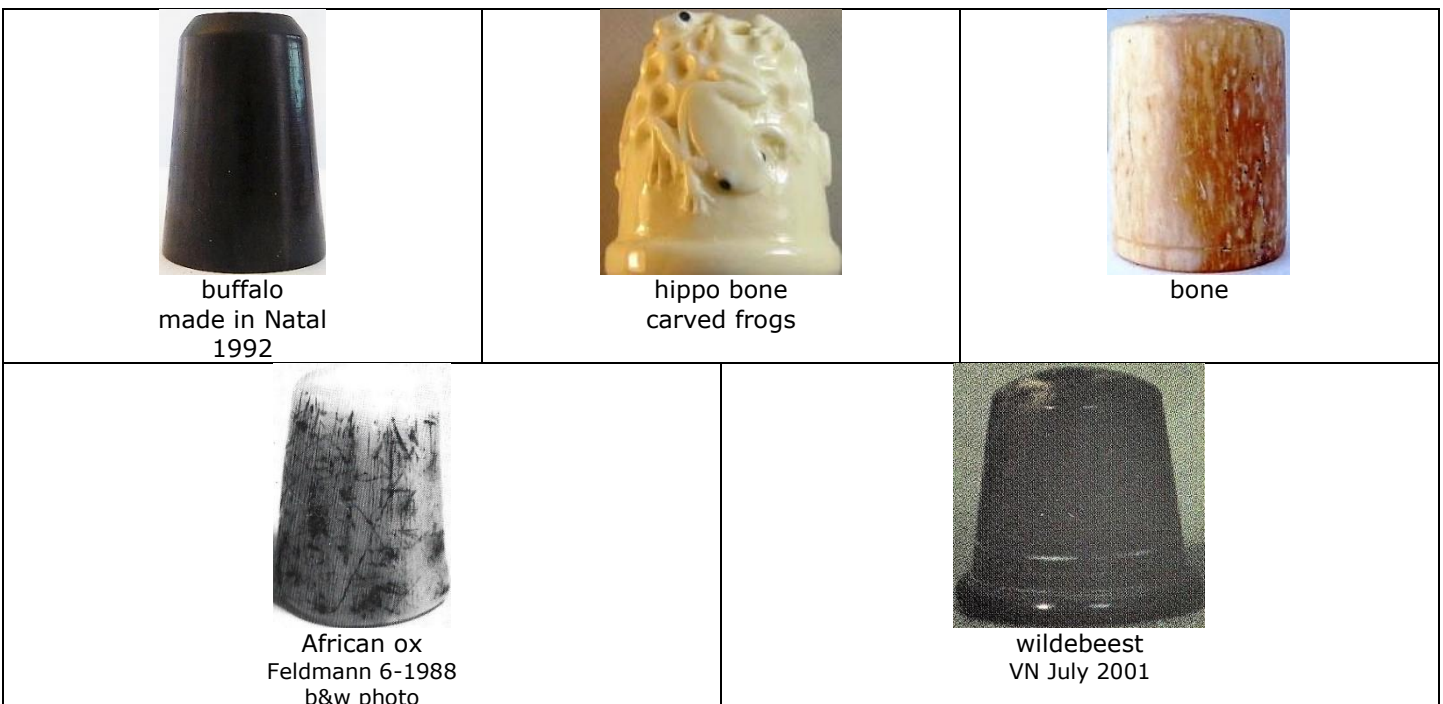 buffalo
made in Natal
1992
hippo bone
carved frogs
bone
African ox
Feldmann 6-1988
b&w photo
wildebeest
VN July 2001